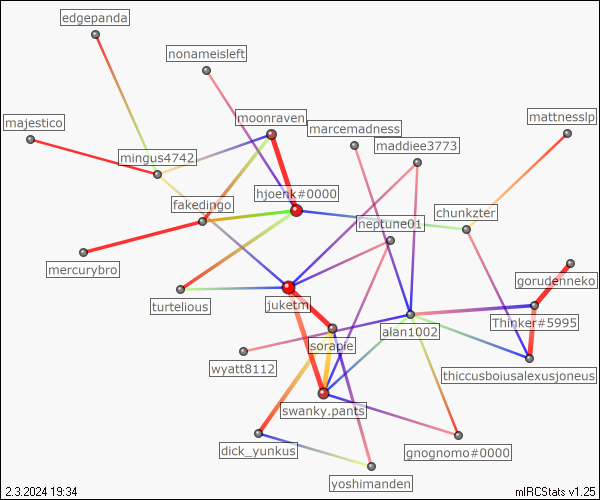 edgepanda
nonameisleft
mattnesslp
moonraven
majestico
marcemadness
maddiee3773
mingus4742
hjoenk#0000
fakedingo
chunkzter
neptune01
mercurybro
gorudenneko
turtelious
juketm
Thinker#5995
alan1002
sorapie
wyatt8112
thiccusboiusalexusjoneus
swanky.pants
dick_yunkus
gnognomo#0000
yoshimanden
2.3.2024 19:34
mIRCStats v1.25